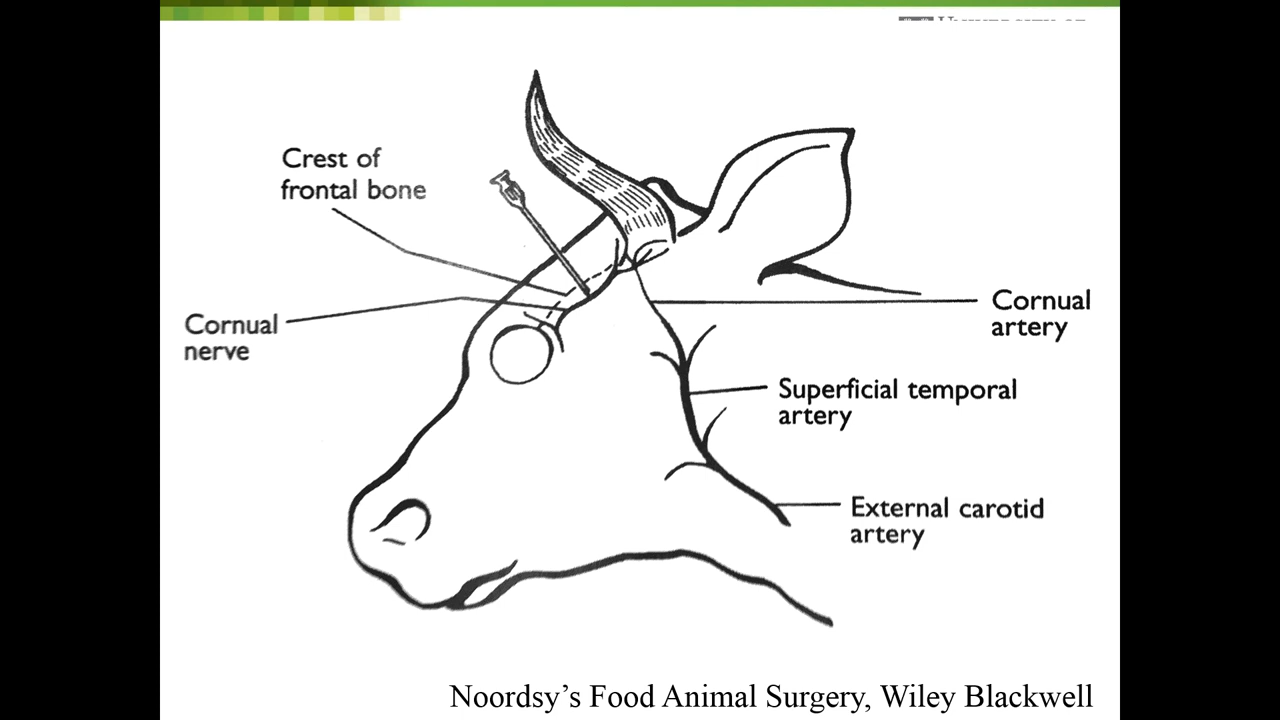 Crest of
frontal bone
Cornual
nerve
Cornual
artery
Superficial temporal
artery
External carotid
artery
Noordsy’s Food Animal Surgery, Wiley Blackwell